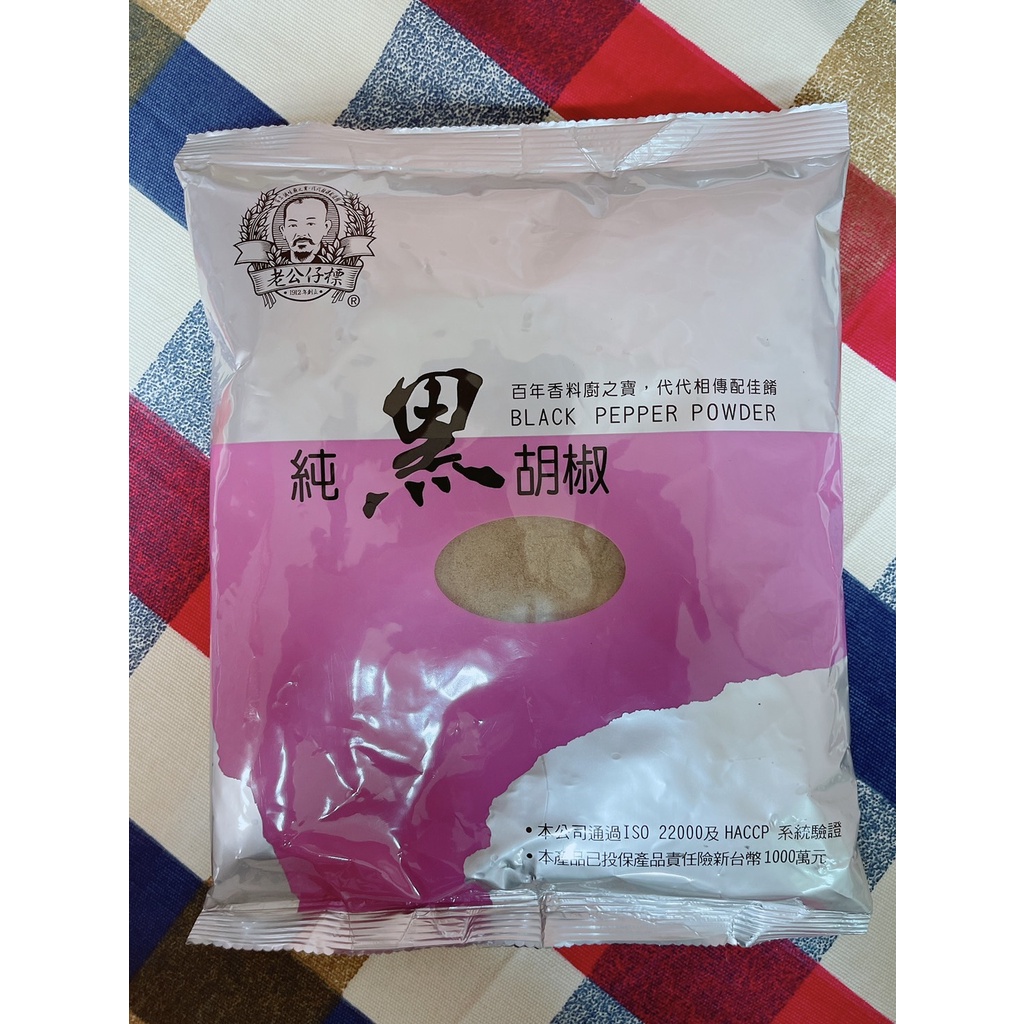 老公仔標
1912年創立
®
百年香料廚之寶，代代相傳配佳餚
BLACK PEPPER POWDER
純黑胡椒
•本公司通過ISO 22000及HACCP 系統驗證
•本產品已投保產品責任險新台幣1000萬元